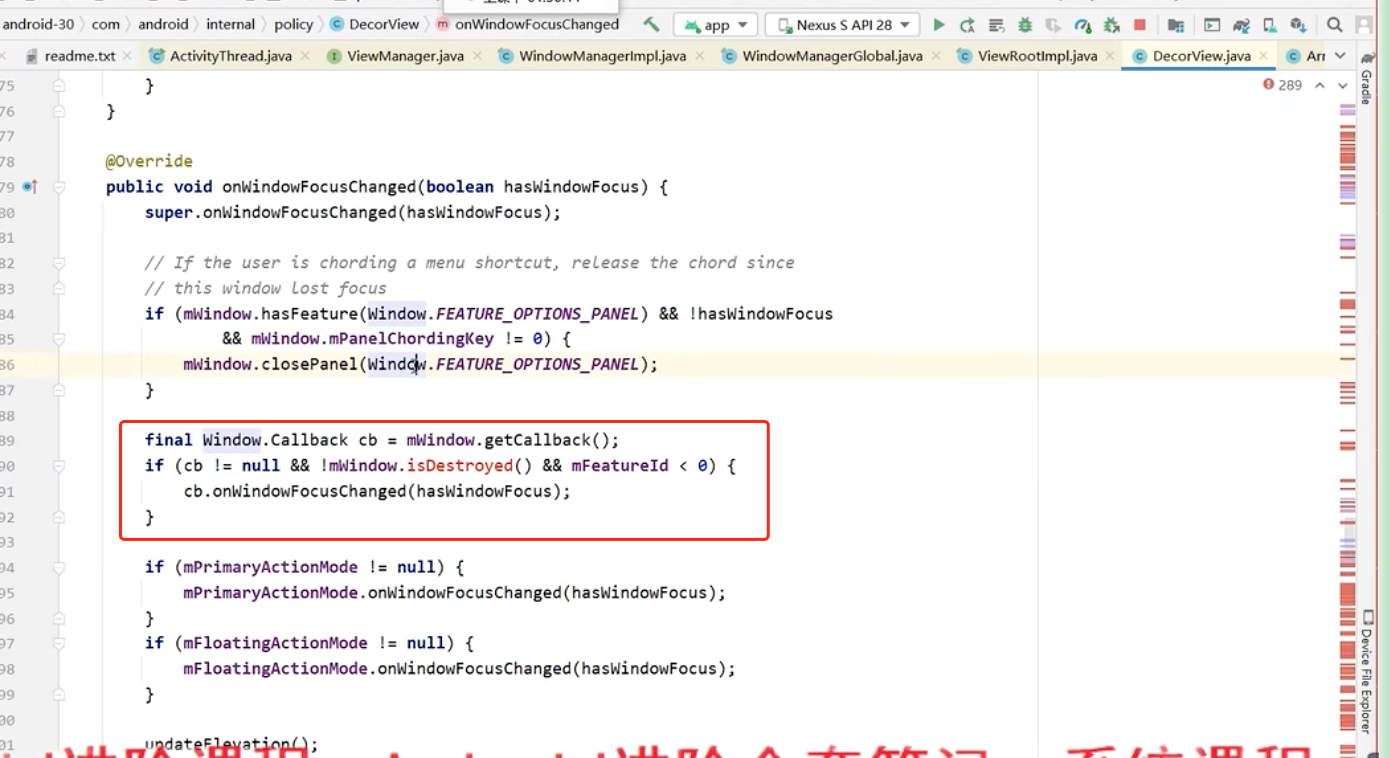 android-30 com android internal policy DecorView onWindowFocusChanged app Nexus S API 28
readme.txt ActivityThread.java ViewManager.java WindowManagerImpl.java WindowManagerGlobal.java ViewRootImpl.java DecorView.java
289
Gradle
75 }
76 }
77
78 @Override
79 public void onWindowFocusChanged(boolean hasWindowFocus) {
80 super.onWindowFocusChanged(hasWindowFocus);
81
82 // If the user is chording a menu shortcut, release the chord since
83 // this window lost focus
84 if (mWindow.hasFeature(Window.FEATURE_OPTIONS_PANEL) && !hasWindowFocus
85 && mWindow.mPanelChordingKey != 0) {
86 mWindow.closePanel(Window.FEATURE_OPTIONS_PANEL);
87 }
88
89 final Window.Callback cb = mWindow.getCallback();
90 if (cb != null && !mWindow.isDestroyed() && mFeatureId < 0) {
91 cb.onWindowFocusChanged(hasWindowFocus);
92 }
93
94 if (mPrimaryActionMode != null) {
95 mPrimaryActionMode.onWindowFocusChanged(hasWindowFocus);
96 }
97 if (mFloatingActionMode != null) {
98 mFloatingActionMode.onWindowFocusChanged(hasWindowFocus);
99 }
00
01 updateElevation();
Device File Explorer